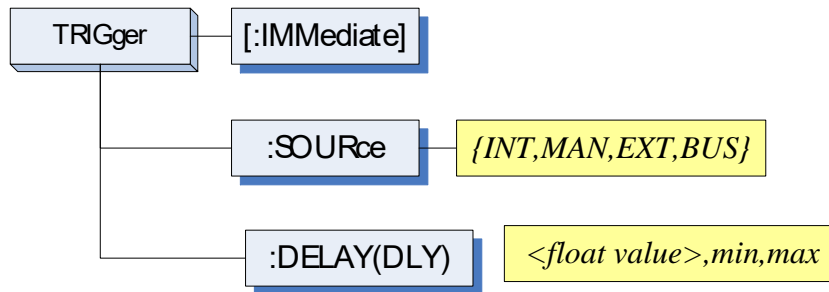 TRIGger
[:IMMediate]
:SOURce
{INT,MAN,EXT,BUS}
:DELAY(DLY)
<float value>,min,max